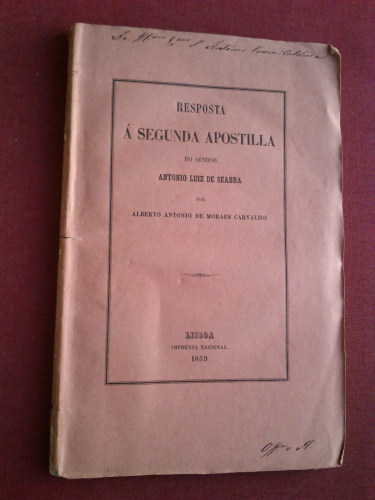 RESPOSTA
Á SEGUNDA APOSTILLA
DO SENHOR
ANTONIO LUIZ DE SEABRA
POR
ALBERTO ANTONIO DE MORAES CARVALHO
LISBOA
IMPRENSA NACIONAL
1859